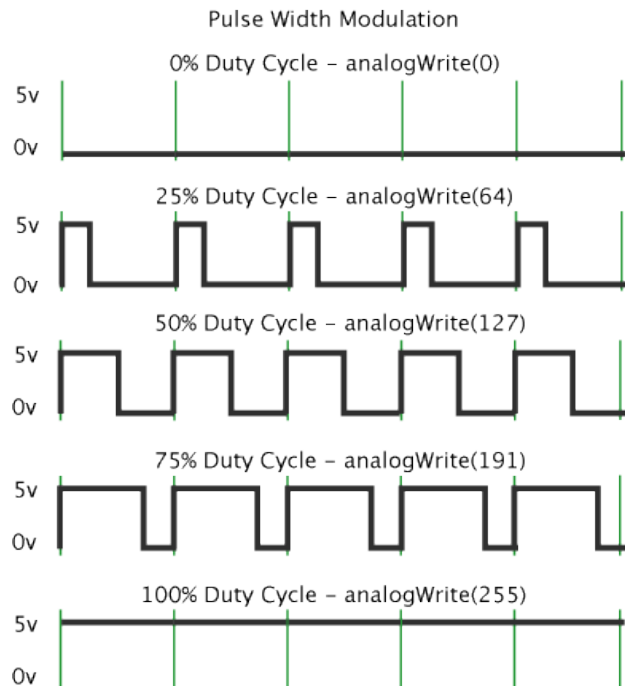 Pulse Width Modulation
0% Duty Cycle – analogWrite(0)
5v
0v
25% Duty Cycle – analogWrite(64)
5v
0v
50% Duty Cycle – analogWrite(127)
5v
0v
75% Duty Cycle – analogWrite(191)
5v
0v
100% Duty Cycle – analogWrite(255)
5v
0v